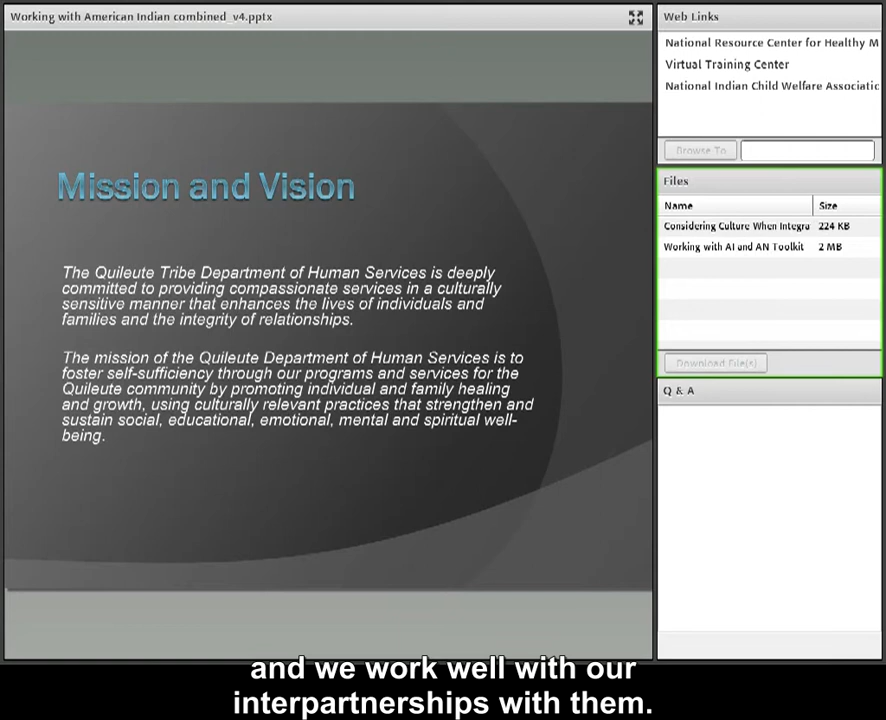 Working with American Indian combined_v4.pptx
Mission and Vision
The Quileute Tribe Department of Human Services is deeply
committed to providing compassionate services in a culturally
sensitive manner that enhances the lives of individuals and
families and the integrity of relationships.
The mission of the Quileute Department of Human Services is to
foster self-sufficiency through our programs and services for the
Quileute community by promoting individual and family healing
and growth, using culturally relevant practices that strengthen and
sustain social, educational, emotional, mental and spiritual well-
being.
Web Links
National Resource Center for Healthy M
Virtual Training Center
National Indian Child Welfare Associatic
Browse To
Files
Name Size
Considering Culture When Integra 224 KB
Working with AI and AN Toolkit 2 MB
Download File(s)
Q & A
and we work well with our
interpartnerships with them.